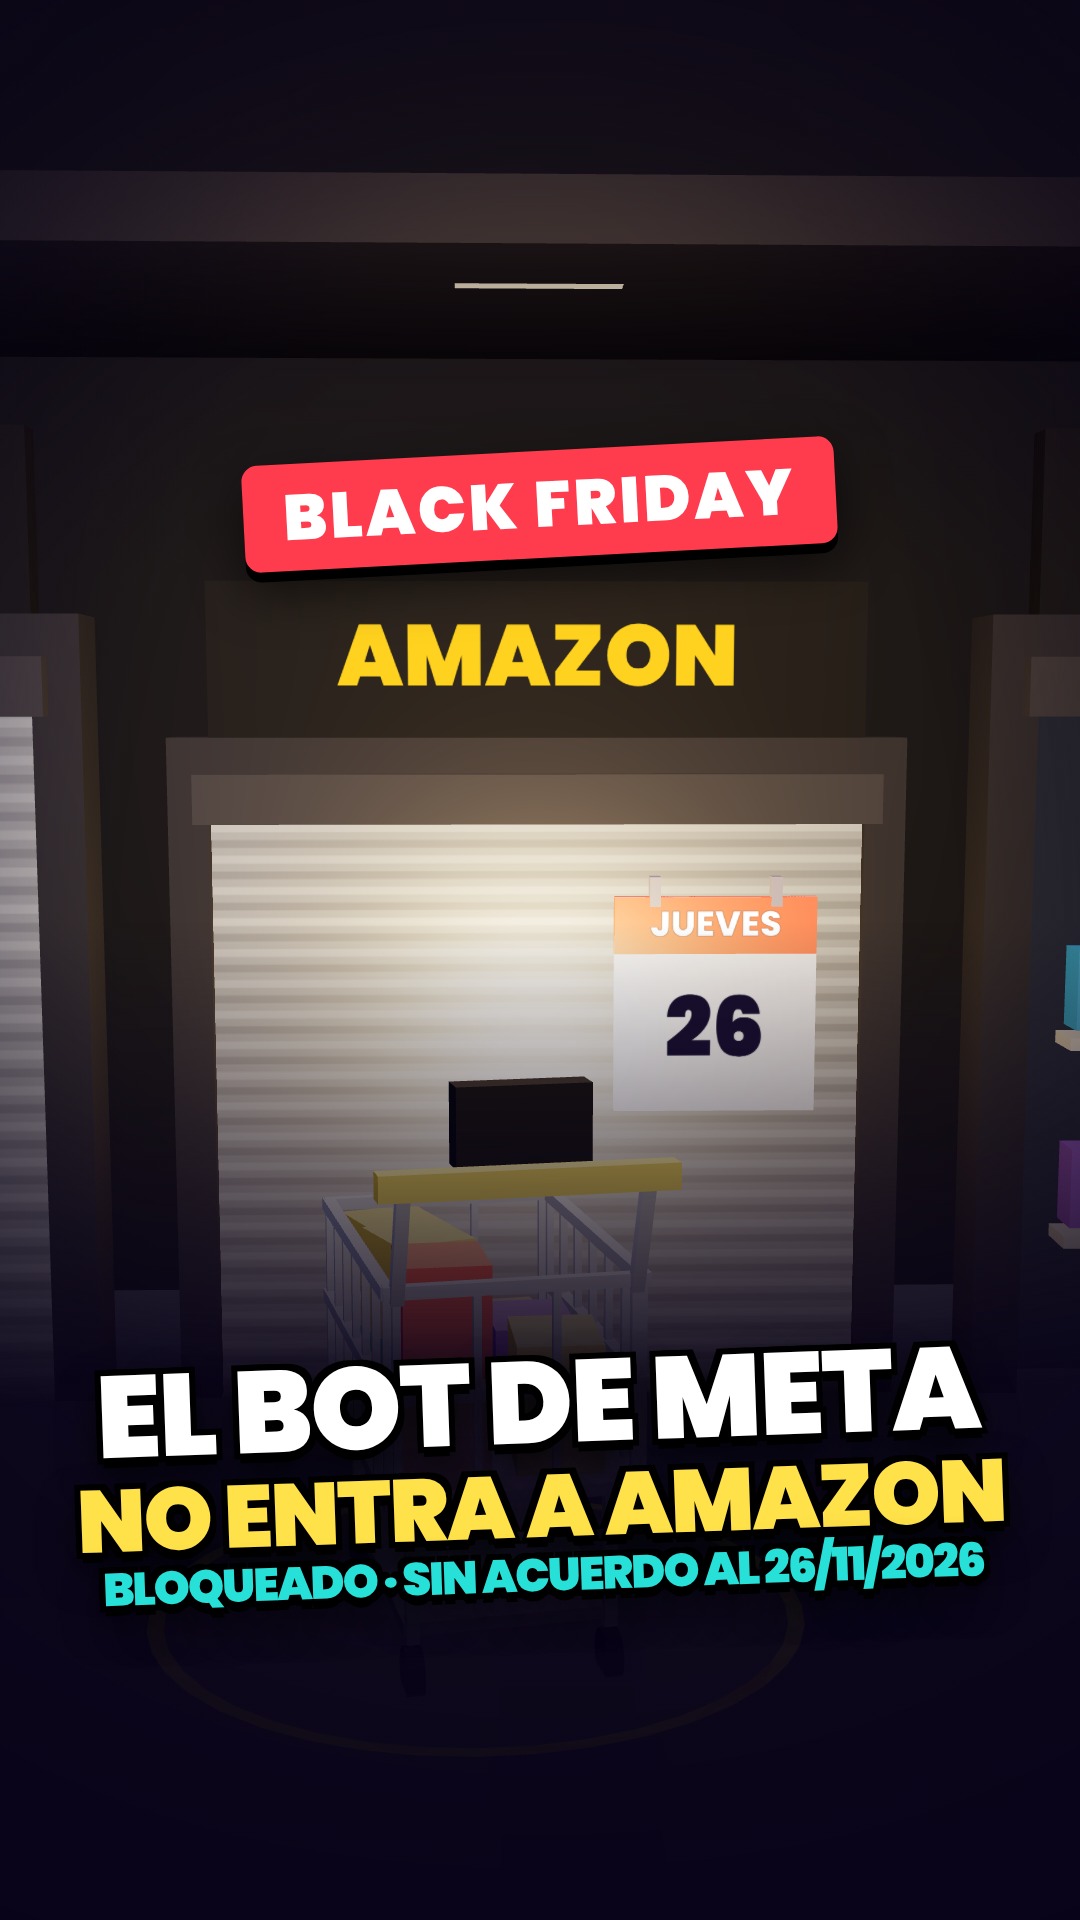 BLACK FRIDAY
AMAZON
JUEVES
26
EL BOT DE META
NO ENTRA A AMAZON
BLOQUEADO · SIN ACUERDO AL 26/11/2026